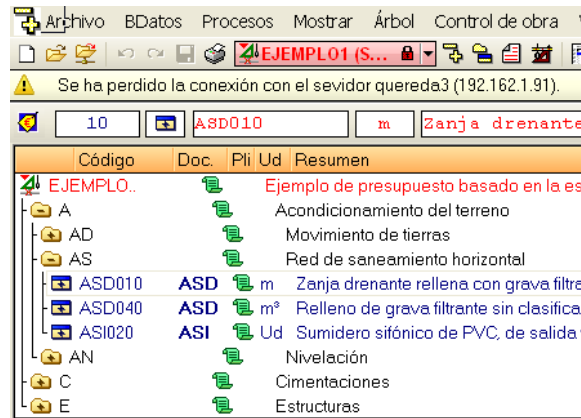 Archivo BDatos Procesos Mostrar Árbol Control de obra
EJEMPLO1 (S...
Se ha perdido la conexión con el sevidor quereda3 (192.162.1.91).
10 ASD010 m Zanja drenante
Código Doc. Pli Ud Resumen
EJEMPLO.. Ejemplo de presupuesto basado en la es
A Acondicionamiento del terreno
AD Movimiento de tierras
AS Red de saneamiento horizontal
ASD010 ASD m Zanja drenante rellena con grava filtra
ASD040 ASD m³ Relleno de grava filtrante sin clasifica
ASI020 ASI Ud Sumidero sifónico de PVC, de salida
AN Nivelación
C Cimentaciones
E Estructuras